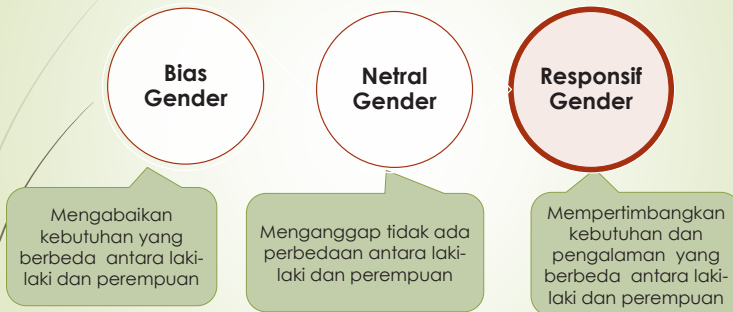 Bias
Gender
Netral
Gender
Responsif
Gender
Mengabaikan
kebutuhan yang
berbeda antara laki-
laki dan perempuan
Menganggap tidak ada
perbedaan antara laki-
laki dan perempuan
Mempertimbangkan
kebutuhan dan
pengalaman yang
berbeda antara laki-
laki dan perempuan